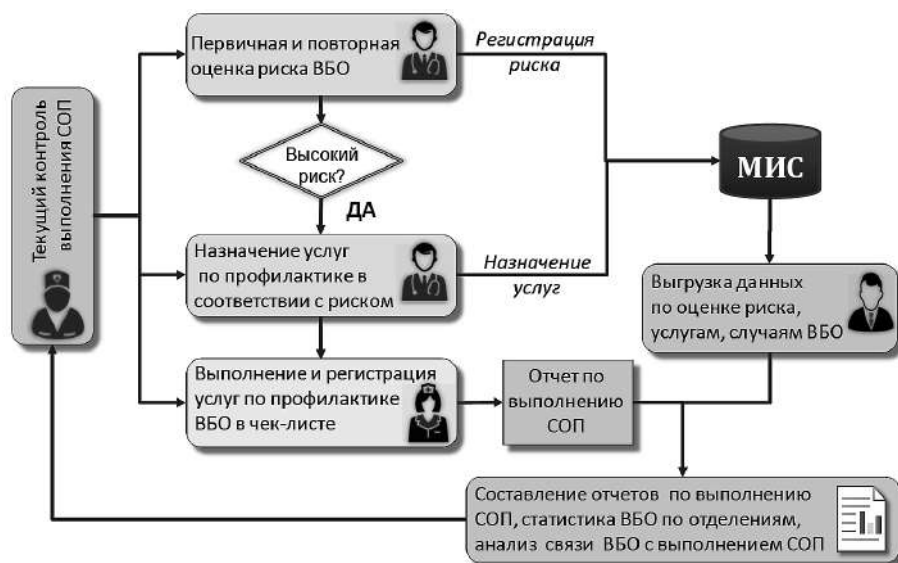 Текущий контроль
выполнения СОП
Первичная и повторная
оценка риска ВБО
Регистрация
риска
Высокий
риск?
ДА
МИС
Назначение услуг
по профилактике в
соответствии с риском
Назначение
услуг
Выгрузка данных
по оценке риска,
услугам, случаям ВБО
Выполнение и регистрация
услуг по профилактике
ВБО в чек-листе
Отчет по
выполнению
СОП
Составление отчетов по выполнению
СОП, статистика ВБО по отделениям,
анализ связи ВБО с выполнением СОП